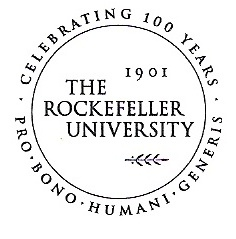 · CELEBRATING 100 YEARS ·
1901
THE
ROCKEFELLER
UNIVERSITY
PRO · BONO · HUMANI · GENERIS